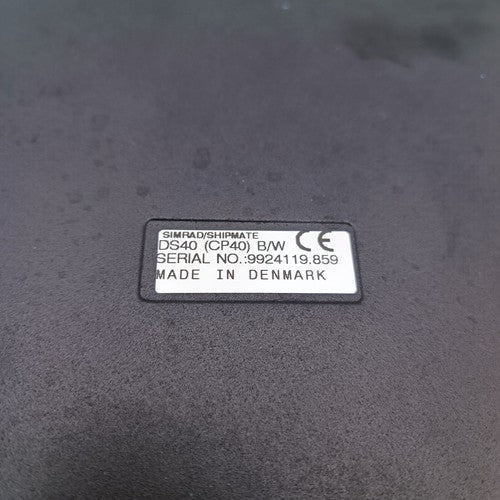 SIMRAD/SHIPMATE
DS40 (CP40) B/W CE
SERIAL NO.:9924119.859
MADE IN DENMARK